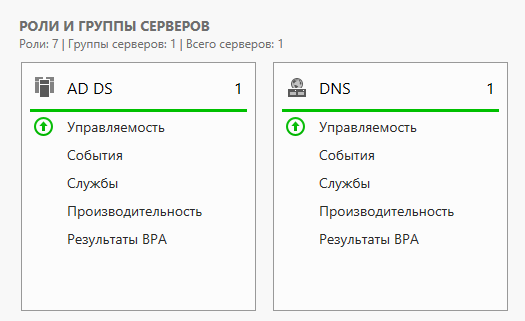 РОЛИ И ГРУППЫ СЕРВЕРОВ
Роли: 7 | Группы серверов: 1 | Всего серверов: 1
AD DS 1
Управляемость
События
Службы
Производительность
Результаты BPA
DNS 1
Управляемость
События
Службы
Производительность
Результаты BPA